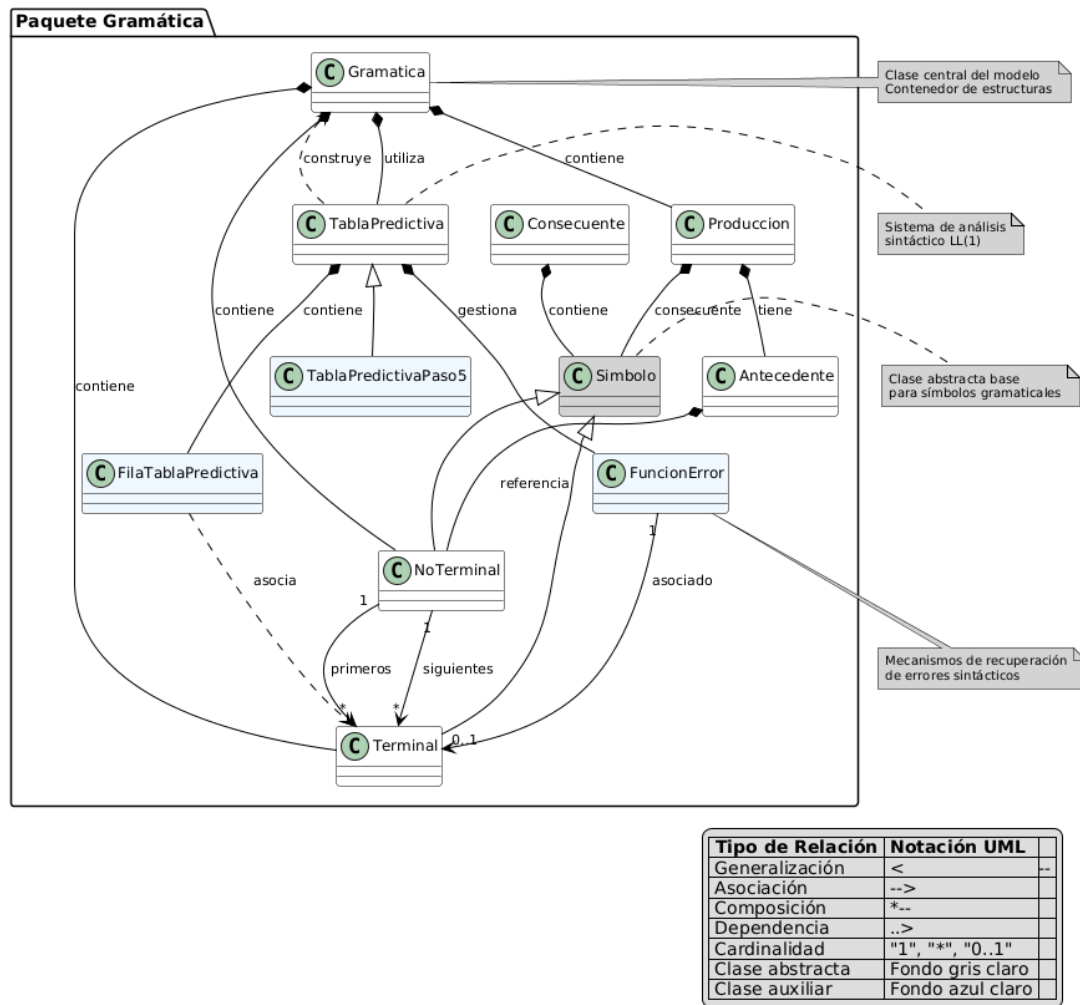 Paquete Gramática
C Gramatica
Clase central del modelo
Contenedor de estructuras
construye
utiliza
contiene
C TablaPredictiva
C Consecuente
C Produccion
Sistema de análisis
sintáctico LL(1)
contiene
contiene
gestiona
contiene
consecuente
tiene
contiene
C TablaPredictivaPaso5
C Simbolo
C Antecedente
Clase abstracta base
para símbolos gramaticales
C FilaTablaPredictiva
referencia
C FuncionError
1
asocia
C NoTerminal
asociado
1
1
primeros
siguientes
Mecanismos de recuperación
de errores sintácticos
*
*
C Terminal
0..1
Tipo de Relación Notación UML
Generalización < --
Asociación -->
Composición *--
Dependencia ..>
Cardinalidad "1", "*", "0..1"
Clase abstracta Fondo gris claro
Clase auxiliar Fondo azul claro